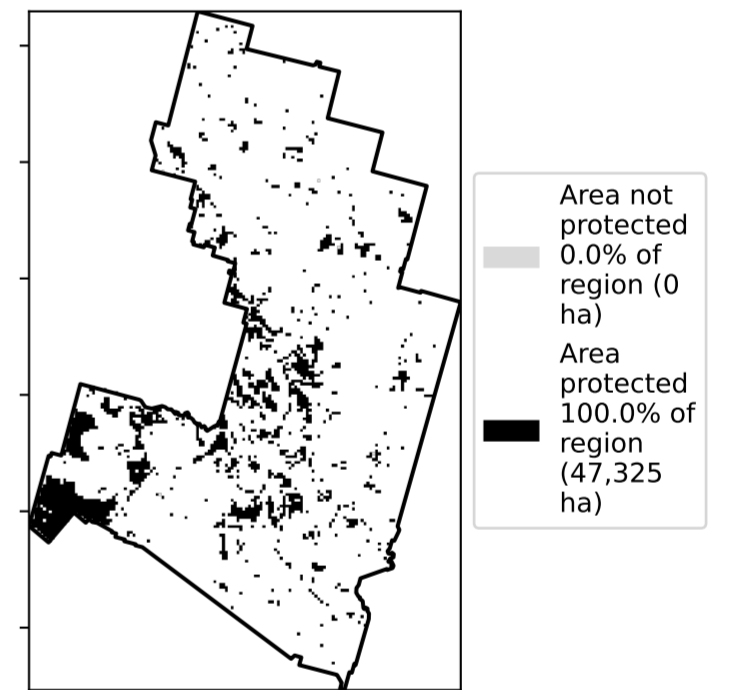 Area not
protected
0.0% of
region (0
ha)
Area
protected
100.0% of
region
(47,325
ha)